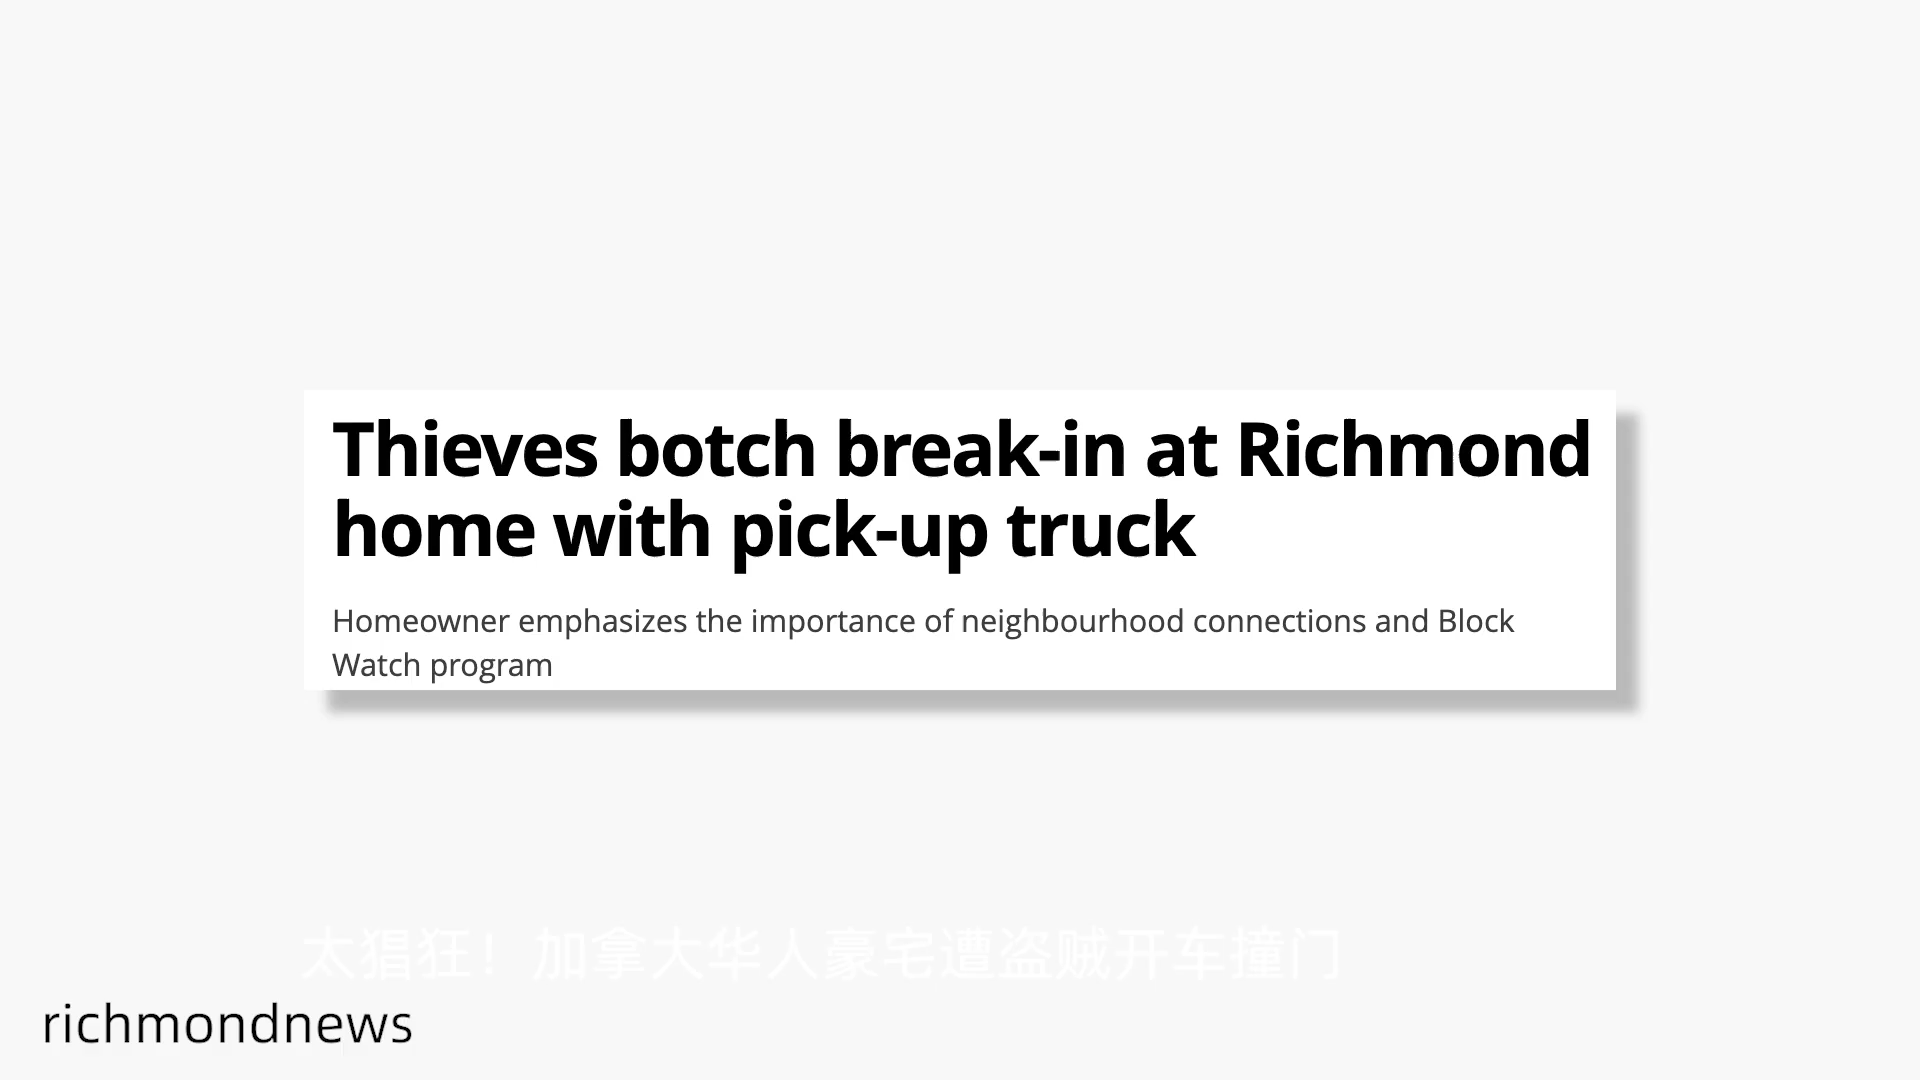 Thieves botch break-in at Richmond
home with pick-up truck
Homeowner emphasizes the importance of neighbourhood connections and Block
Watch program
太猖狂！加拿大华人豪宅遭盗贼开车撞门
richmondnews